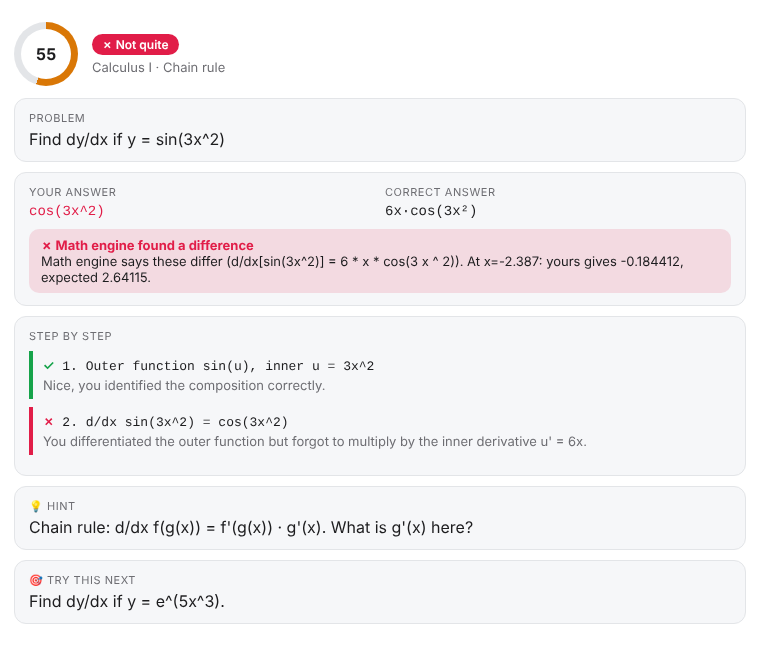 55
× Not quite
Calculus I · Chain rule
PROBLEM
Find dy/dx if y = sin(3x^2)
YOUR ANSWER
cos(3x^2)
CORRECT ANSWER
6x·cos(3x²)
× Math engine found a difference
Math engine says these differ (d/dx[sin(3x^2)] = 6 * x * cos(3 x ^ 2)). At x=-2.387: yours gives -0.184412,
expected 2.64115.
STEP BY STEP
✓ 1. Outer function sin(u), inner u = 3x^2
Nice, you identified the composition correctly.
× 2. d/dx sin(3x^2) = cos(3x^2)
You differentiated the outer function but forgot to multiply by the inner derivative u' = 6x.
💡 HINT
Chain rule: d/dx f(g(x)) = f'(g(x)) · g'(x). What is g'(x) here?
🎯 TRY THIS NEXT
Find dy/dx if y = e^(5x^3).